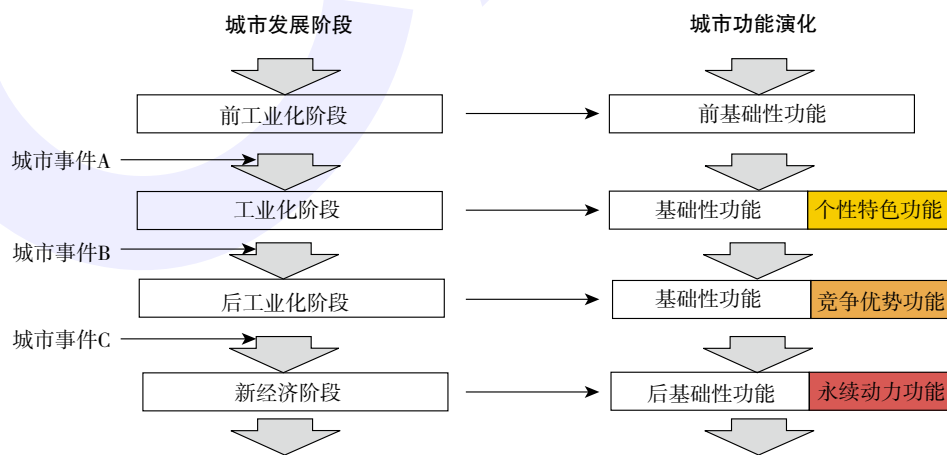 城市发展阶段 城市功能演化
前工业化阶段 前基础性功能
城市事件A
工业化阶段 基础性功能 个性特色功能
城市事件B
后工业化阶段 基础性功能 竞争优势功能
城市事件C
新经济阶段 后基础性功能 永续动力功能